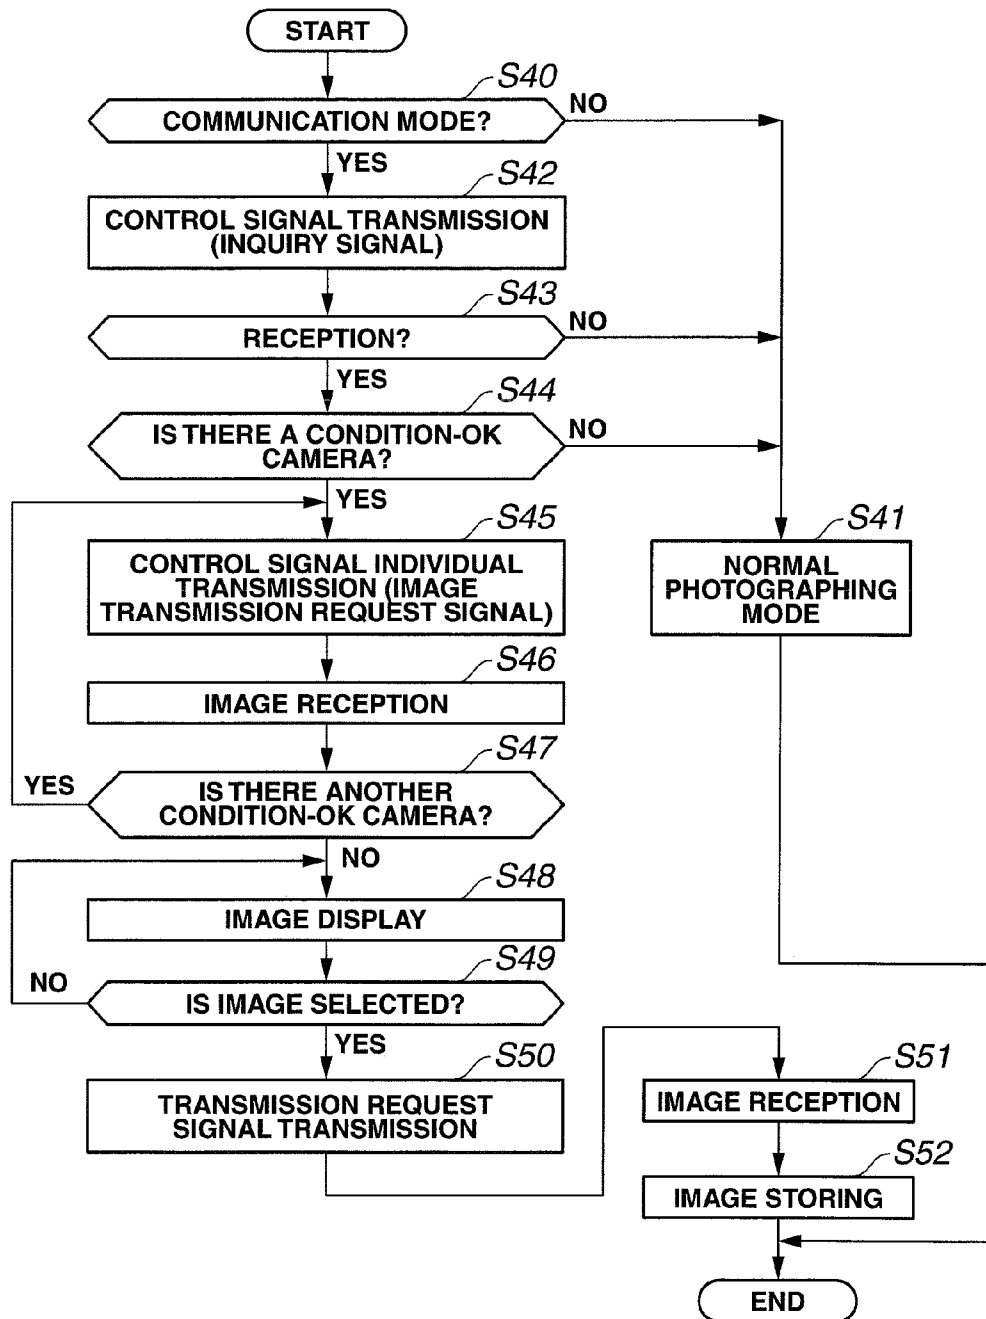 START
S40
COMMUNICATION MODE?
NO
YES
S42
CONTROL SIGNAL TRANSMISSION
(INQUIRY SIGNAL)
S43
RECEPTION?
NO
YES
S44
IS THERE A CONDITION-OK
CAMERA?
NO
YES
S45
CONTROL SIGNAL INDIVIDUAL
TRANSMISSION (IMAGE
TRANSMISSION REQUEST SIGNAL)
S41
NORMAL
PHOTOGRAPHING
MODE
S46
IMAGE RECEPTION
S47
YES
IS THERE ANOTHER
CONDITION-OK CAMERA?
NO
S48
IMAGE DISPLAY
S49
NO
IS IMAGE SELECTED?
YES
S50
TRANSMISSION REQUEST
SIGNAL TRANSMISSION
S51
IMAGE RECEPTION
S52
IMAGE STORING
END